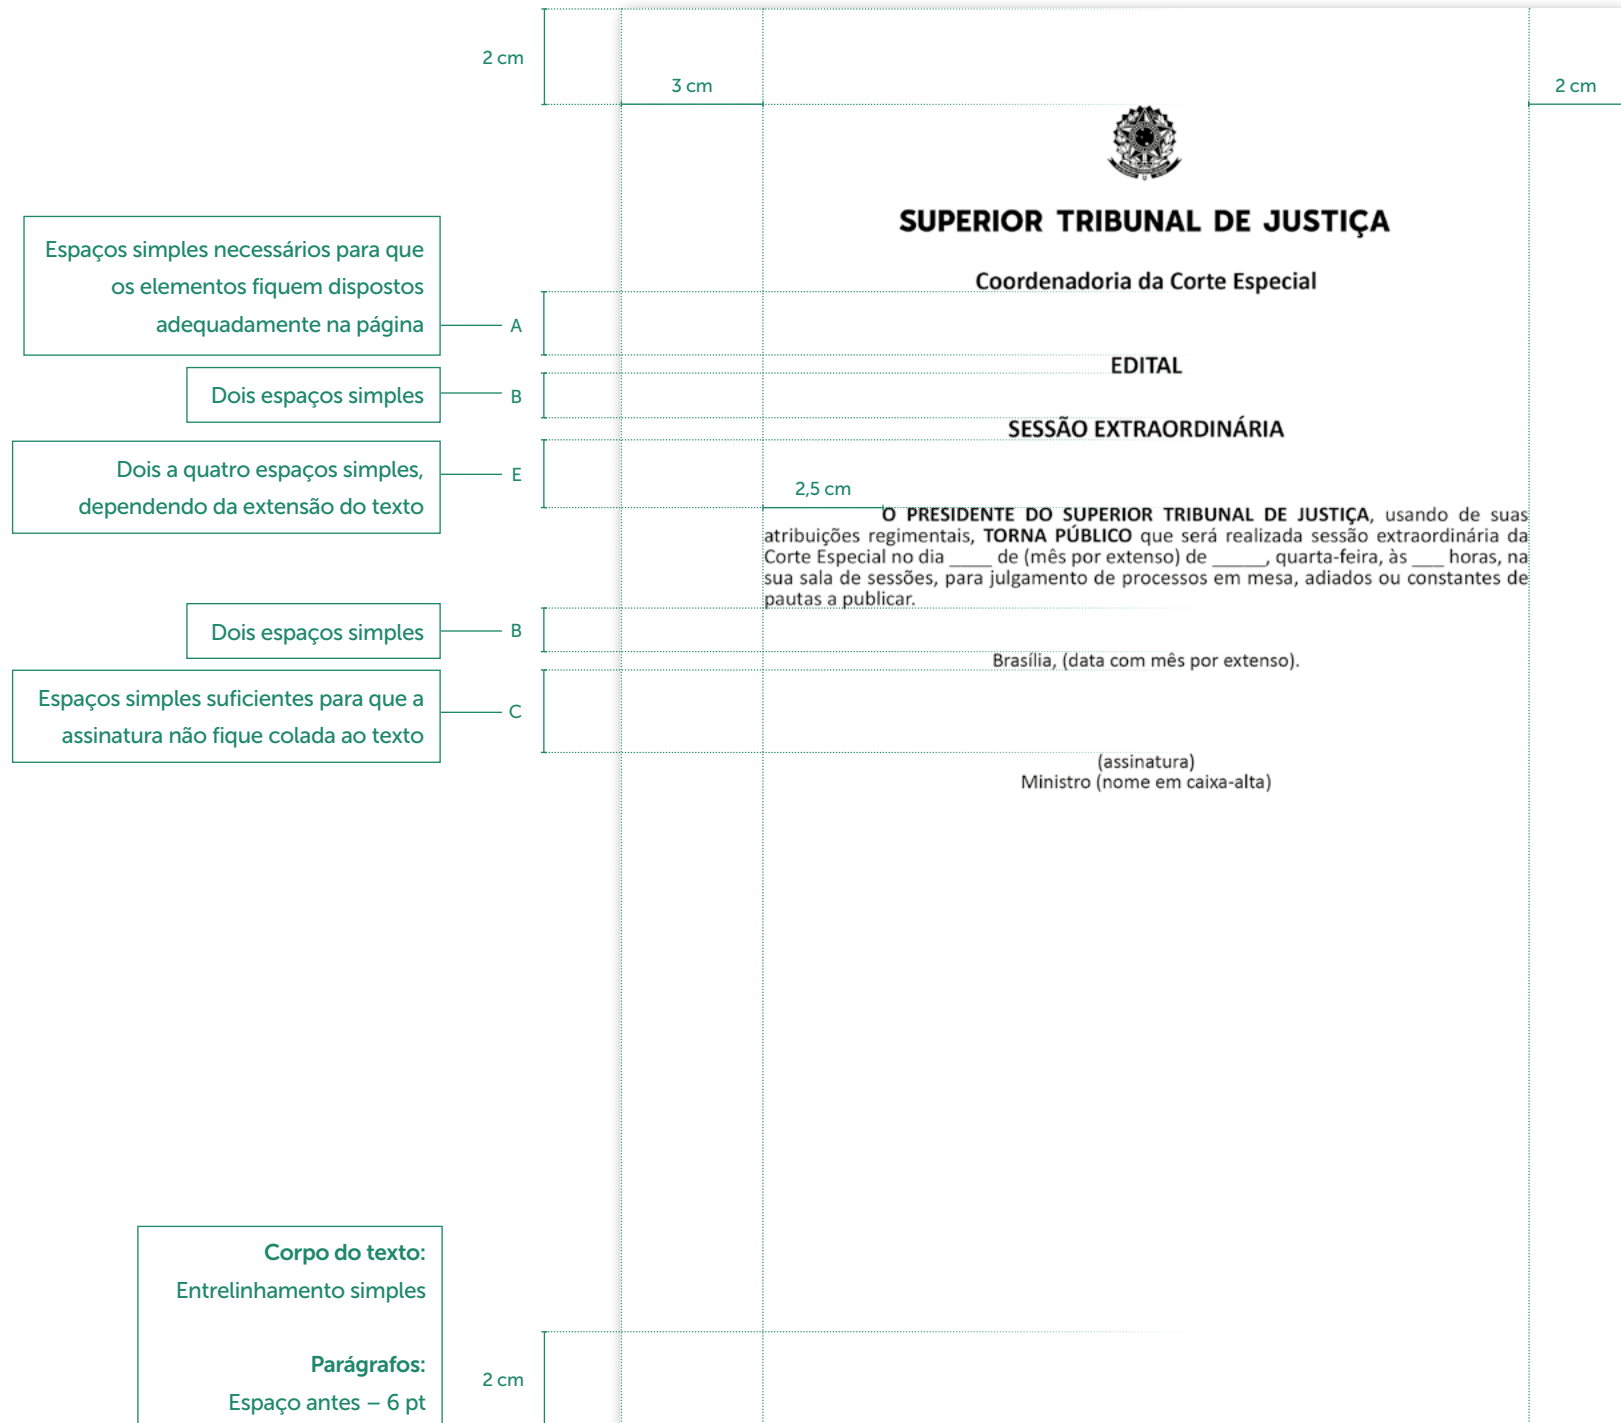 2 cm
3 cm
2 cm
SUPERIOR TRIBUNAL DE JUSTIÇA
Coordenadoria da Corte Especial
Espaços simples necessários para que
os elementos fiquem dispostos
adequadamente na página
A
EDITAL
Dois espaços simples
B
SESSÃO EXTRAORDINÁRIA
Dois a quatro espaços simples,
dependendo da extensão do texto
E
2,5 cm
O PRESIDENTE DO SUPERIOR TRIBUNAL DE JUSTIÇA, usando de suas
atribuições regimentais, TORNA PÚBLICO que será realizada sessão extraordinária da
Corte Especial no dia ____ de (mês por extenso) de _____, quarta-feira, às ___ horas, na
sua sala de sessões, para julgamento de processos em mesa, adiados ou constantes de
pautas a publicar.
Dois espaços simples
B
Brasília, (data com mês por extenso).
Espaços simples suficientes para que a
assinatura não fique colada ao texto
C
(assinatura)
Ministro (nome em caixa-alta)
Corpo do texto:
Entrelinhamento simples
Parágrafos:
Espaço antes – 6 pt
2 cm